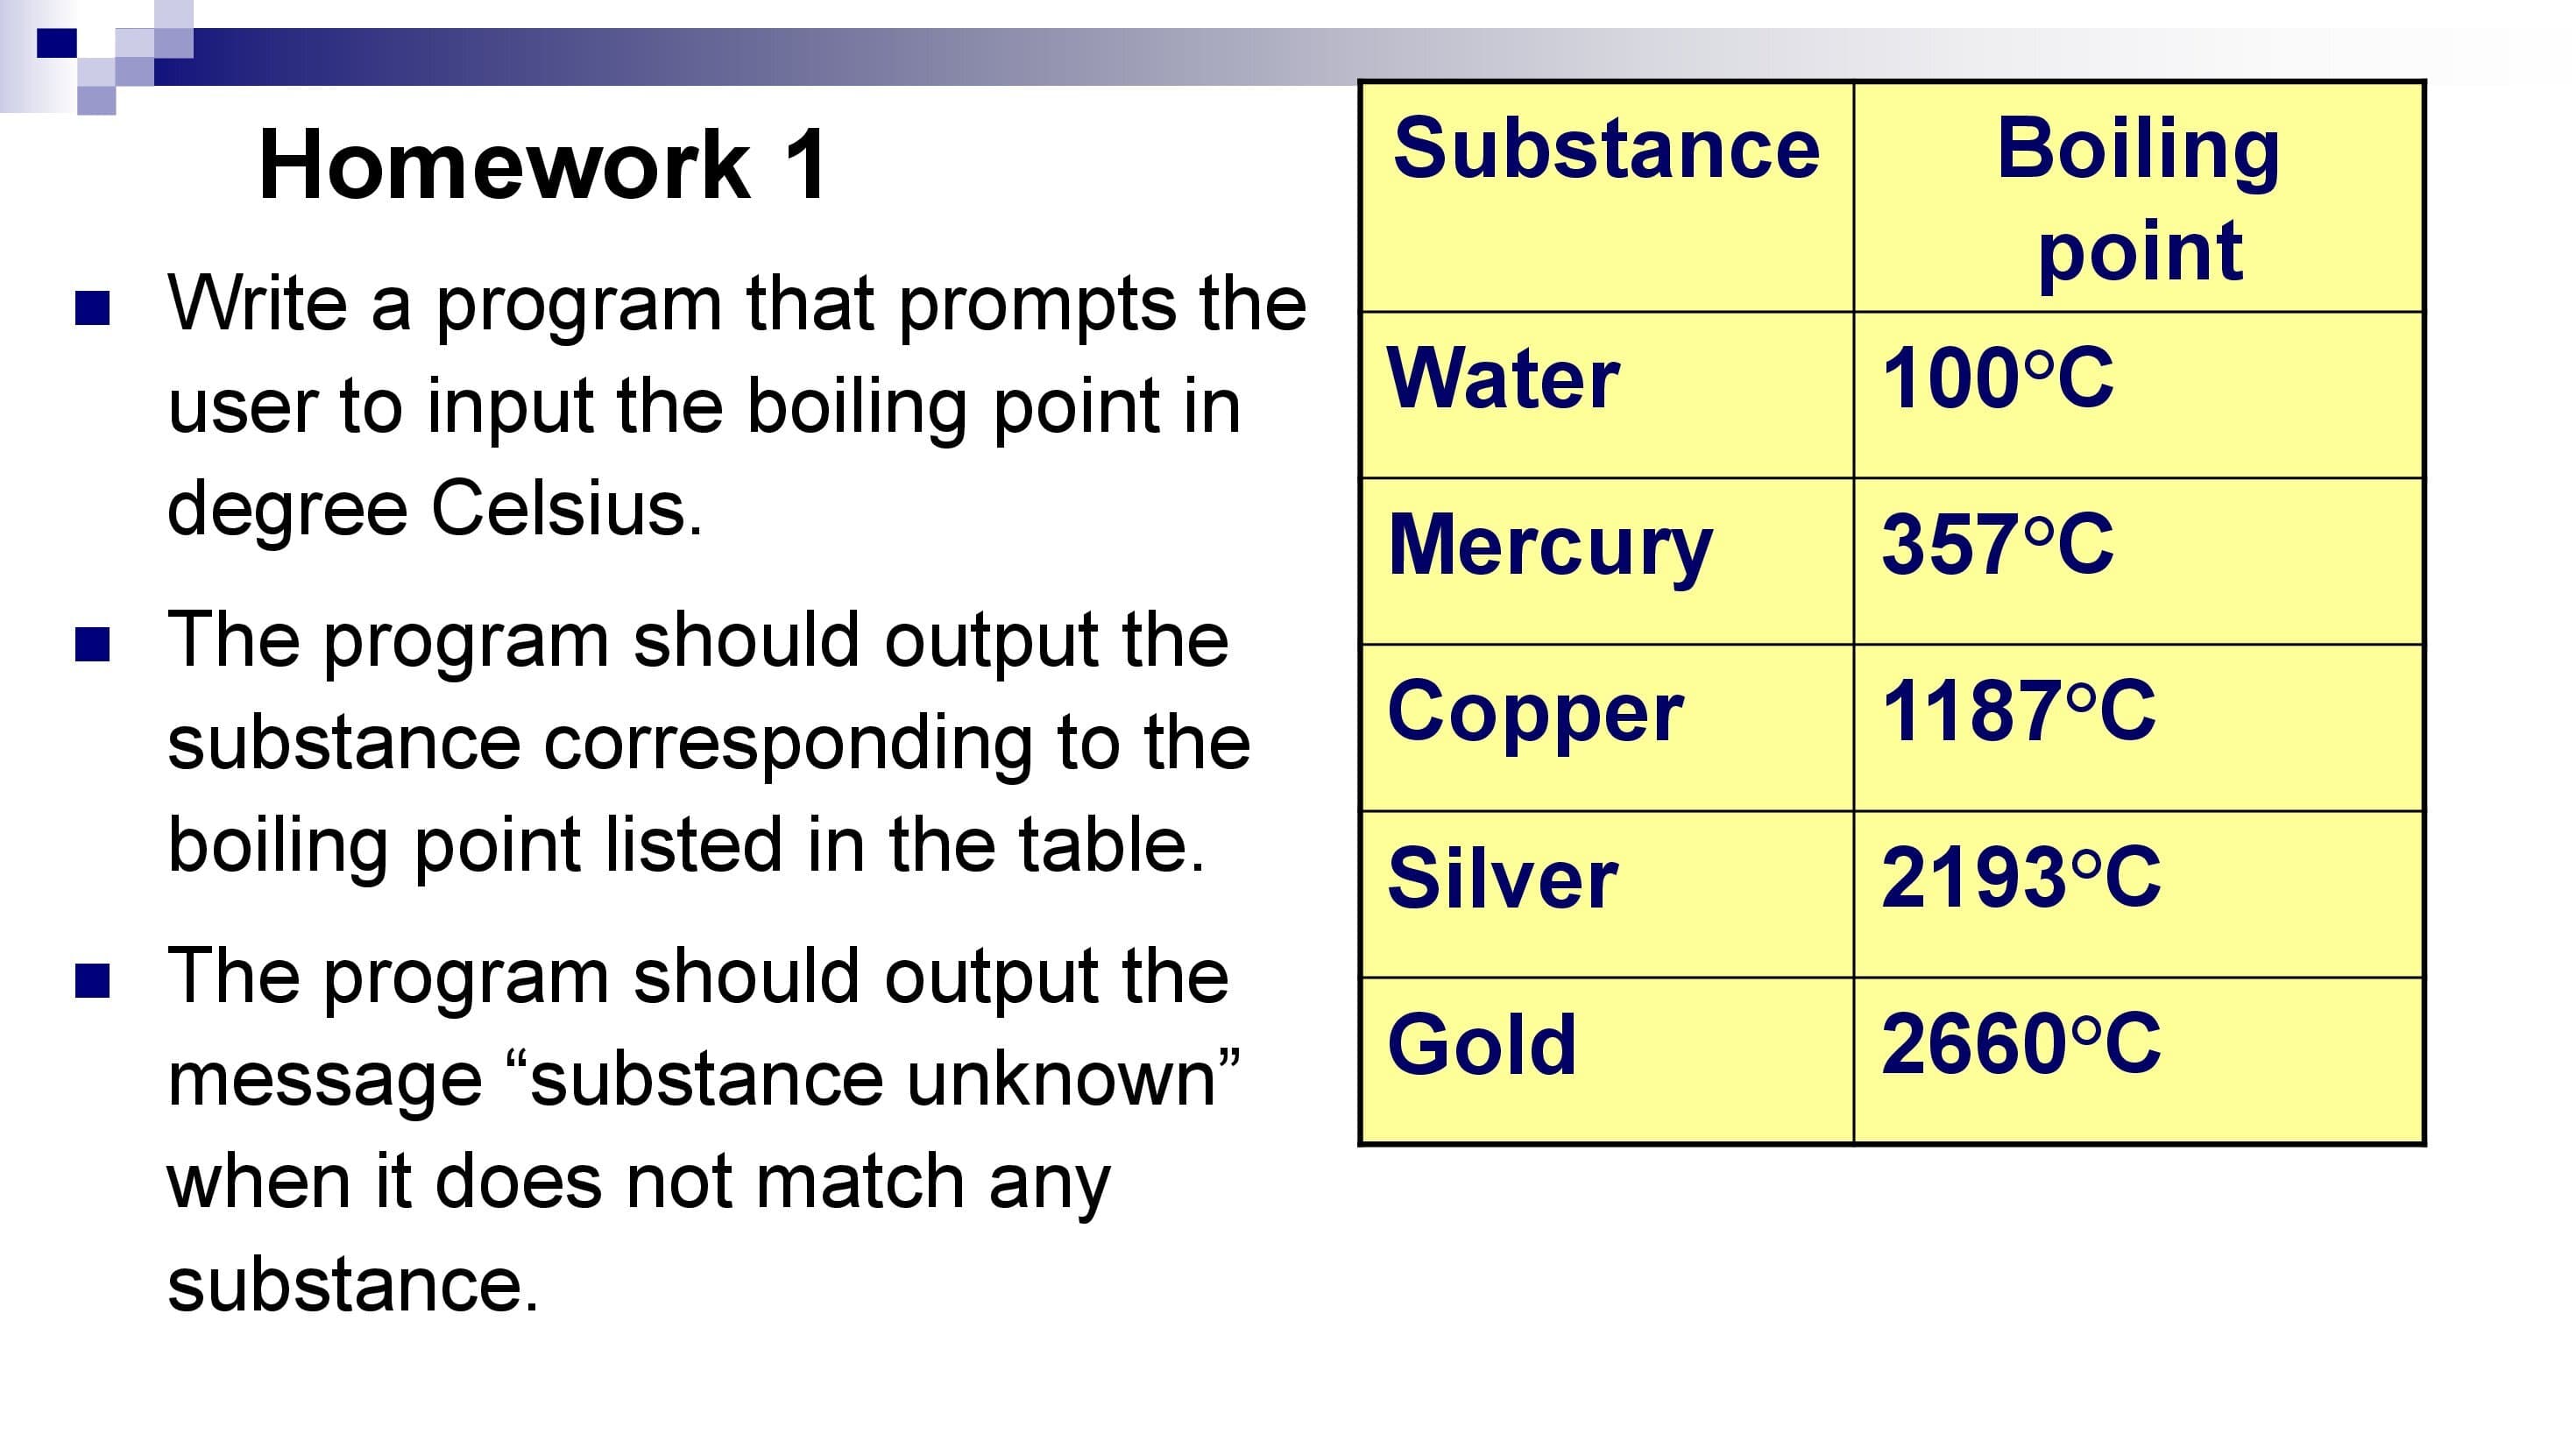 Homework 1
Write a program that prompts the
user to input the boiling point in
degree Celsius.
The program should output the
substance corresponding to the
boiling point listed in the table.
The program should output the
message “substance unknown”
when it does not match any
substance.
Substance Boiling
point
Water 100°C
Mercury 357°C
Copper 1187°C
Silver 2193°C
Gold 2660°C